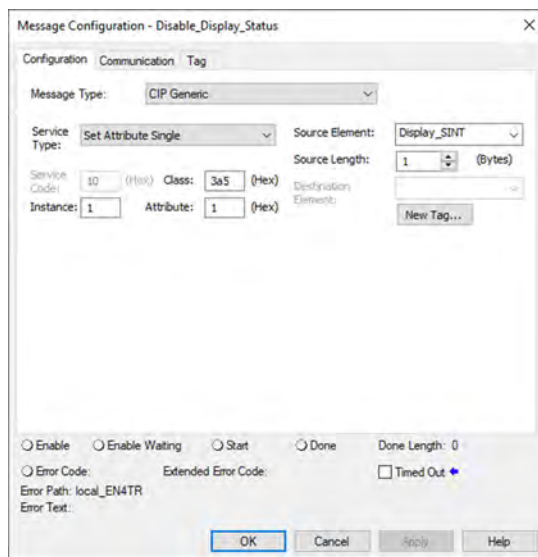 Message Configuration - Disable_Display_Status
Configuration Communication Tag
Message Type: CIP Generic
Service Type: Set Attribute Single
Source Element: Display_SINT
Source Length: 1 (Bytes)
Service Code: 10 (Hex) Class: 3a5 (Hex)
Destination Element:
Instance: 1 Attribute: 1 (Hex)
New Tag...
Enable Enable Waiting Start Done Done Length: 0
Error Code: Extended Error Code: Timed Out
Error Path: local_EN4TR
Error Text:
OK Cancel Apply Help